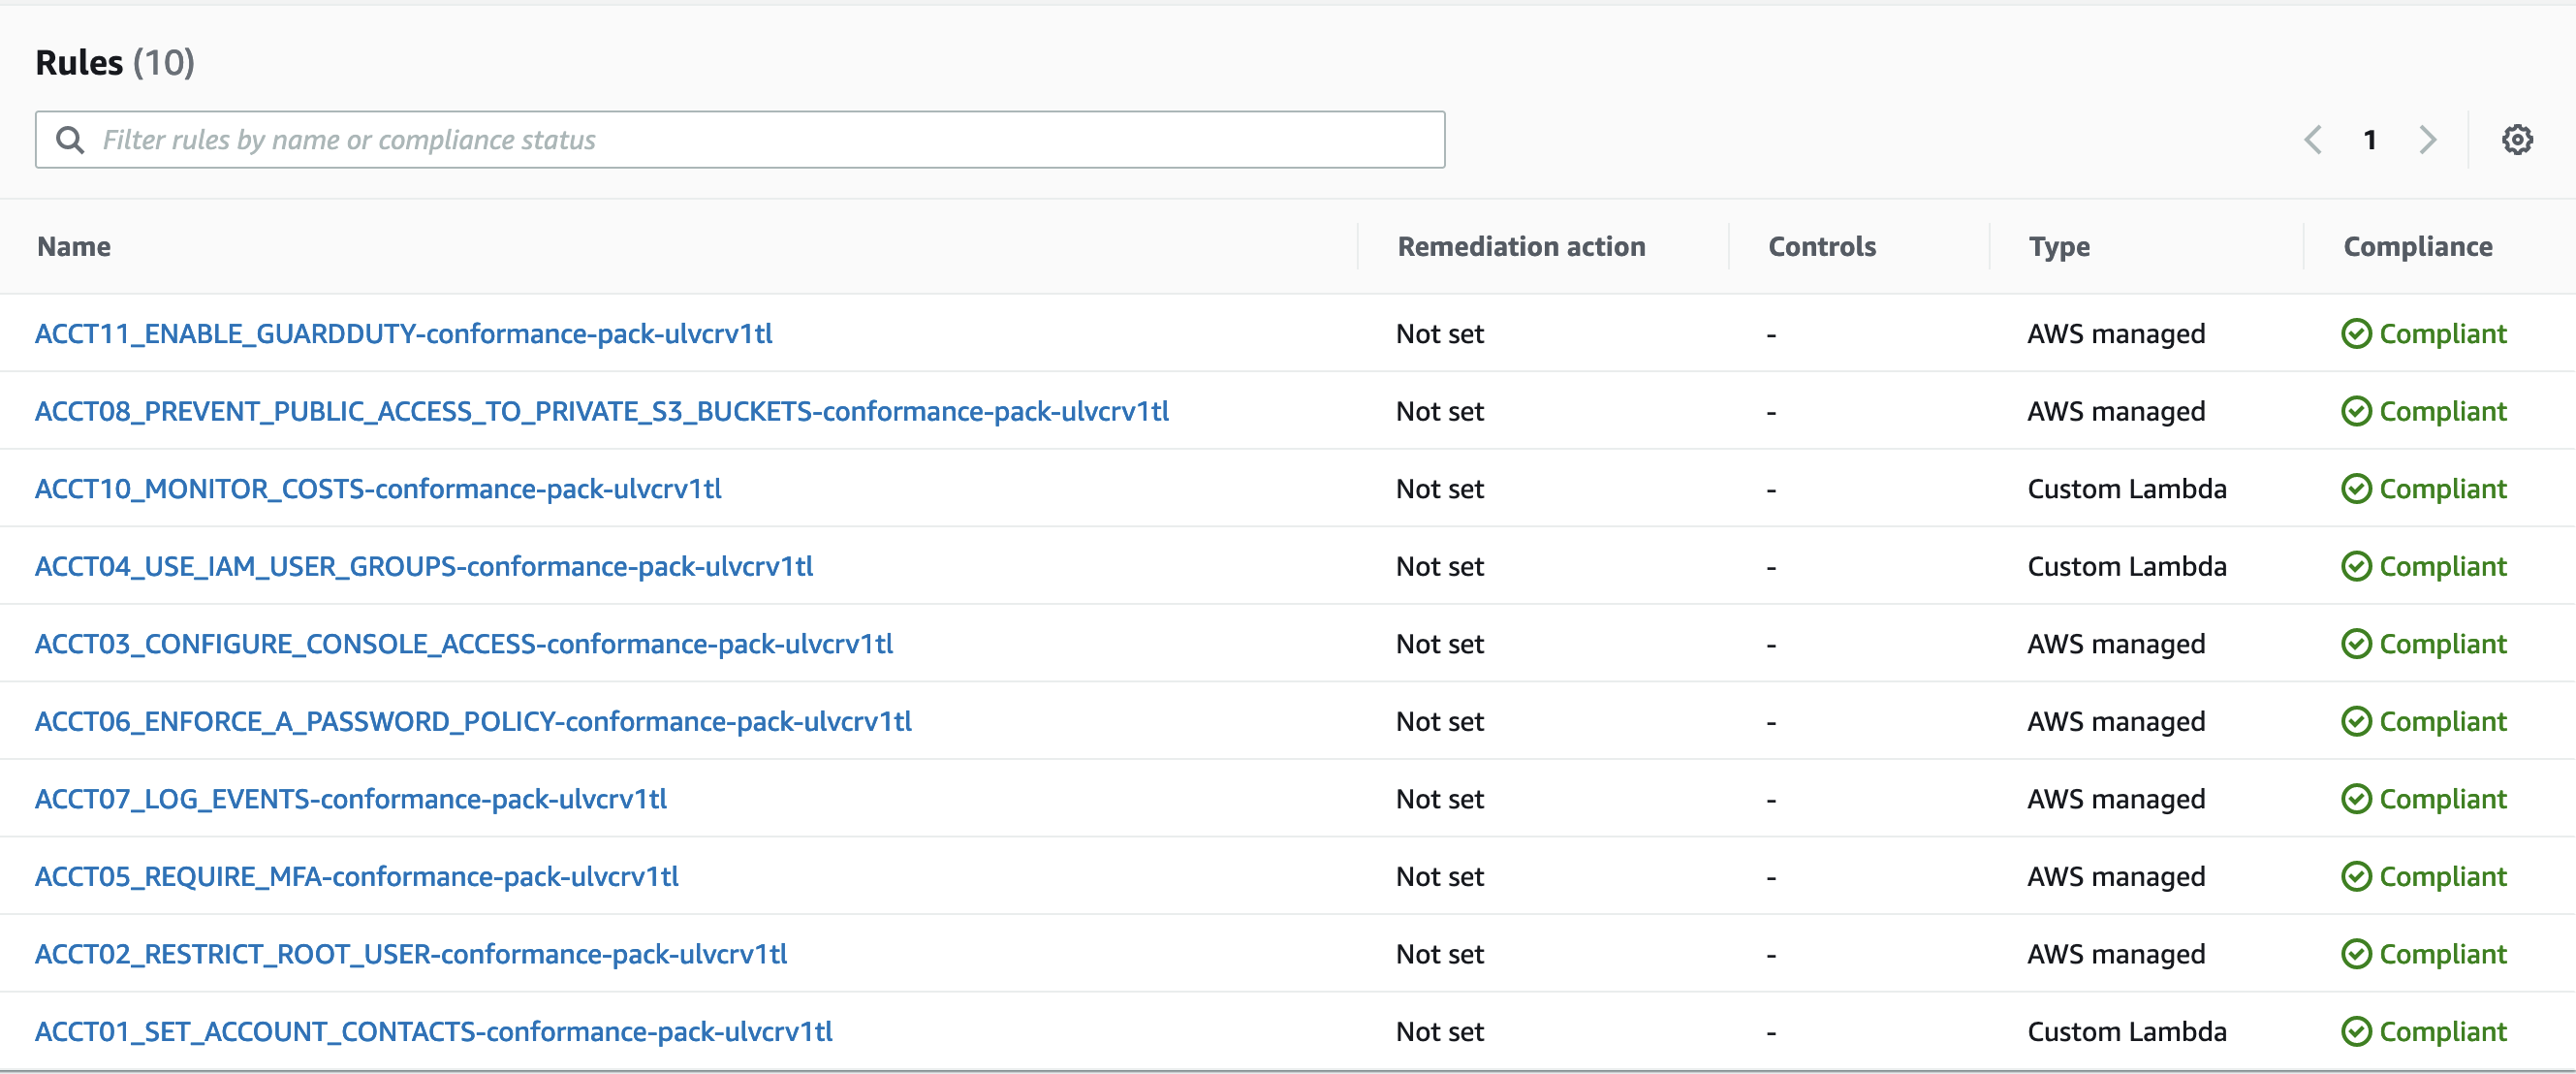 Rules (10)
Filter rules by name or compliance status
1
Name Remediation action Controls Type Compliance
ACCT11_ENABLE_GUARDDUTY-conformance-pack-ulvcrv1tl Not set - AWS managed Compliant
ACCT08_PREVENT_PUBLIC_ACCESS_TO_PRIVATE_S3_BUCKETS-conformance-pack-ulvcrv1tl Not set - AWS managed Compliant
ACCT10_MONITOR_COSTS-conformance-pack-ulvcrv1tl Not set - Custom Lambda Compliant
ACCT04_USE_IAM_USER_GROUPS-conformance-pack-ulvcrv1tl Not set - Custom Lambda Compliant
ACCT03_CONFIGURE_CONSOLE_ACCESS-conformance-pack-ulvcrv1tl Not set - AWS managed Compliant
ACCT06_ENFORCE_A_PASSWORD_POLICY-conformance-pack-ulvcrv1tl Not set - AWS managed Compliant
ACCT07_LOG_EVENTS-conformance-pack-ulvcrv1tl Not set - AWS managed Compliant
ACCT05_REQUIRE_MFA-conformance-pack-ulvcrv1tl Not set - AWS managed Compliant
ACCT02_RESTRICT_ROOT_USER-conformance-pack-ulvcrv1tl Not set - AWS managed Compliant
ACCT01_SET_ACCOUNT_CONTACTS-conformance-pack-ulvcrv1tl Not set - Custom Lambda Compliant